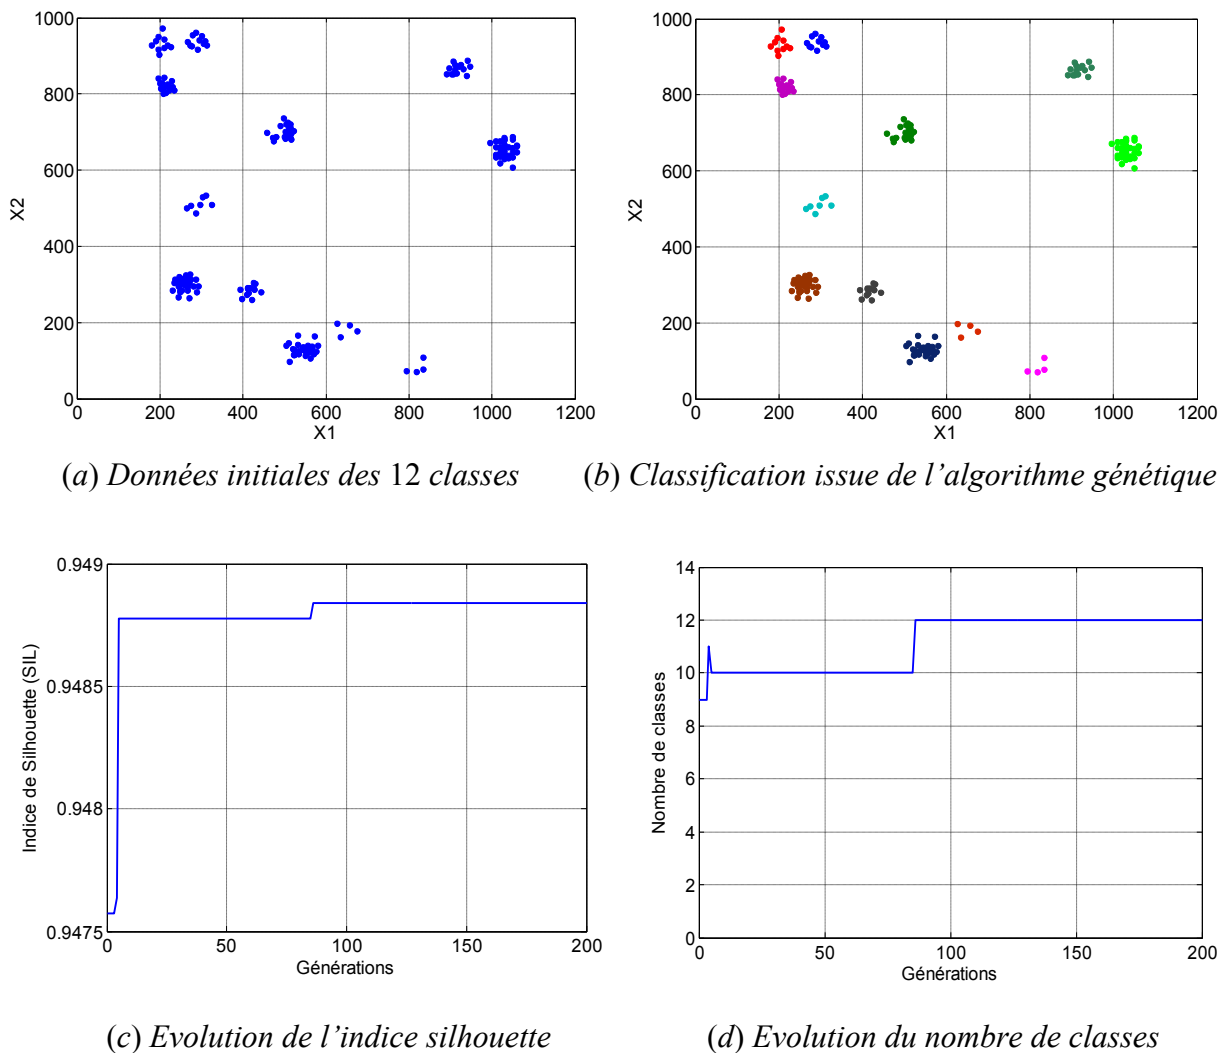 1000
800
600
400
200
0
X2
0 200 400 600 800 1000 1200
X1
1000
800
600
400
200
0
X2
0 200 400 600 800 1000 1200
X1
(a) Données initiales des 12 classes
(b) Classification issue de l’algorithme génétique
0.949
0.9485
0.948
0.9475
Indice de Silhouette (SIL)
0 50 100 150 200
Générations
14
12
10
8
6
4
2
0
Nombre de classes
0 50 100 150 200
Générations
(c) Evolution de l’indice silhouette
(d) Evolution du nombre de classes